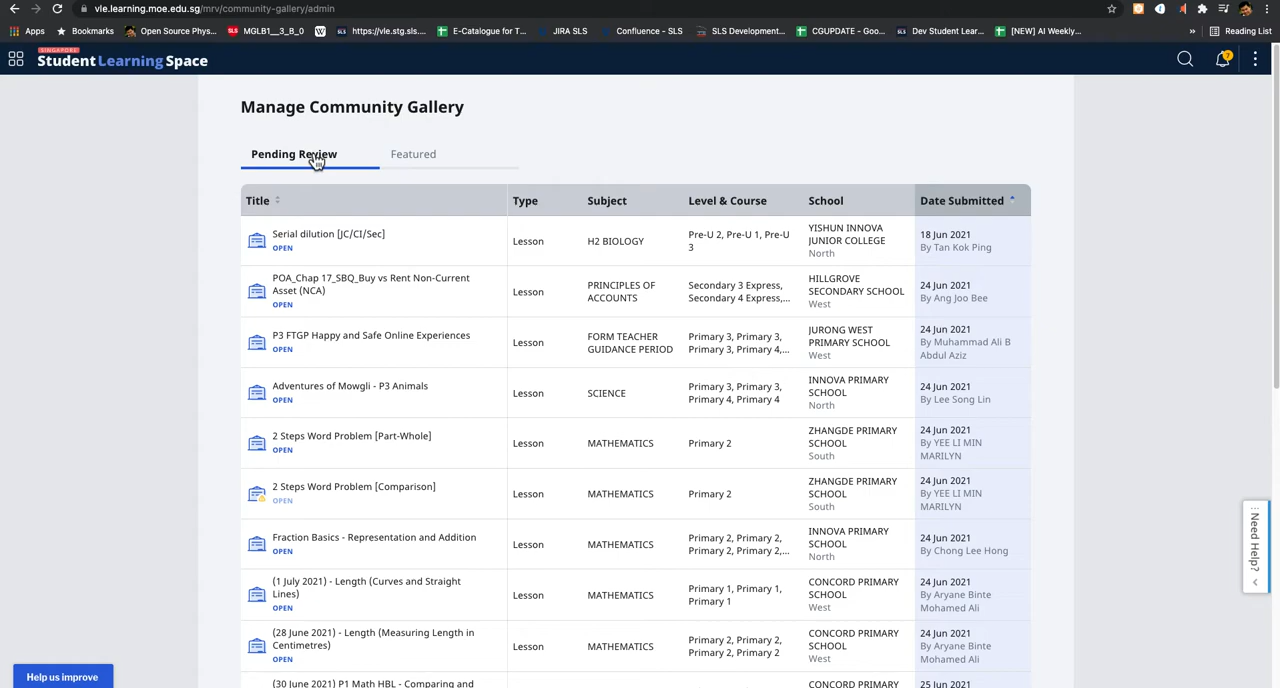 vle.learning.moe.edu.sg/mrv/community-gallery/admin
Apps Bookmarks Open Source Phys... MGLB1__3_B_0 https://vle.stg.sls.... E-Catalogue for T... JIRA SLS Confluence - SLS SLS Development... CGUPDATE - Goo... Dev Student Lear... [NEW] AI Weekly... » Reading List
SINGAPORE
Student Learning Space
7
Manage Community Gallery
Pending Review Featured
Title Type Subject Level & Course School Date Submitted
Serial dilution [JC/CI/Sec]
OPEN
Lesson
H2 BIOLOGY
Pre-U 2, Pre-U 1, Pre-U
3
YISHUN INNOVA
JUNIOR COLLEGE
North
18 Jun 2021
By Tan Kok Ping
POA_Chap 17_SBQ_Buy vs Rent Non-Current
Asset (NCA)
OPEN
Lesson
PRINCIPLES OF
ACCOUNTS
Secondary 3 Express,
Secondary 4 Express,...
HILLGROVE
SECONDARY SCHOOL
West
24 Jun 2021
By Ang Joo Bee
P3 FTGP Happy and Safe Online Experiences
OPEN
Lesson
FORM TEACHER
GUIDANCE PERIOD
Primary 3, Primary 3,
Primary 3, Primary 4,...
JURONG WEST
PRIMARY SCHOOL
West
24 Jun 2021
By Muhammad Ali B
Abdul Aziz
Adventures of Mowgli - P3 Animals
OPEN
Lesson
SCIENCE
Primary 3, Primary 3,
Primary 4, Primary 4
INNOVA PRIMARY
SCHOOL
North
24 Jun 2021
By Lee Song Lin
2 Steps Word Problem [Part-Whole]
OPEN
Lesson
MATHEMATICS
Primary 2
ZHANGDE PRIMARY
SCHOOL
South
24 Jun 2021
By YEE LI MIN
MARILYN
2 Steps Word Problem [Comparison]
OPEN
Lesson
MATHEMATICS
Primary 2
ZHANGDE PRIMARY
SCHOOL
South
24 Jun 2021
By YEE LI MIN
MARILYN
Fraction Basics - Representation and Addition
OPEN
Lesson
MATHEMATICS
Primary 2, Primary 2,
Primary 2, Primary 2,...
INNOVA PRIMARY
SCHOOL
North
24 Jun 2021
By Chong Lee Hong
(1 July 2021) - Length (Curves and Straight
Lines)
OPEN
Lesson
MATHEMATICS
Primary 1, Primary 1,
Primary 1
CONCORD PRIMARY
SCHOOL
West
24 Jun 2021
By Aryane Binte
Mohamed Ali
(28 June 2021) - Length (Measuring Length in
Centimetres)
OPEN
Lesson
MATHEMATICS
Primary 2, Primary 2,
Primary 2, Primary 2
CONCORD PRIMARY
SCHOOL
West
24 Jun 2021
By Aryane Binte
Mohamed Ali
(30 June 2021) P1 Math HBL - Comparing and
CONCORD PRIMARY
25 Jun 2021
Need Help?
Help us improve